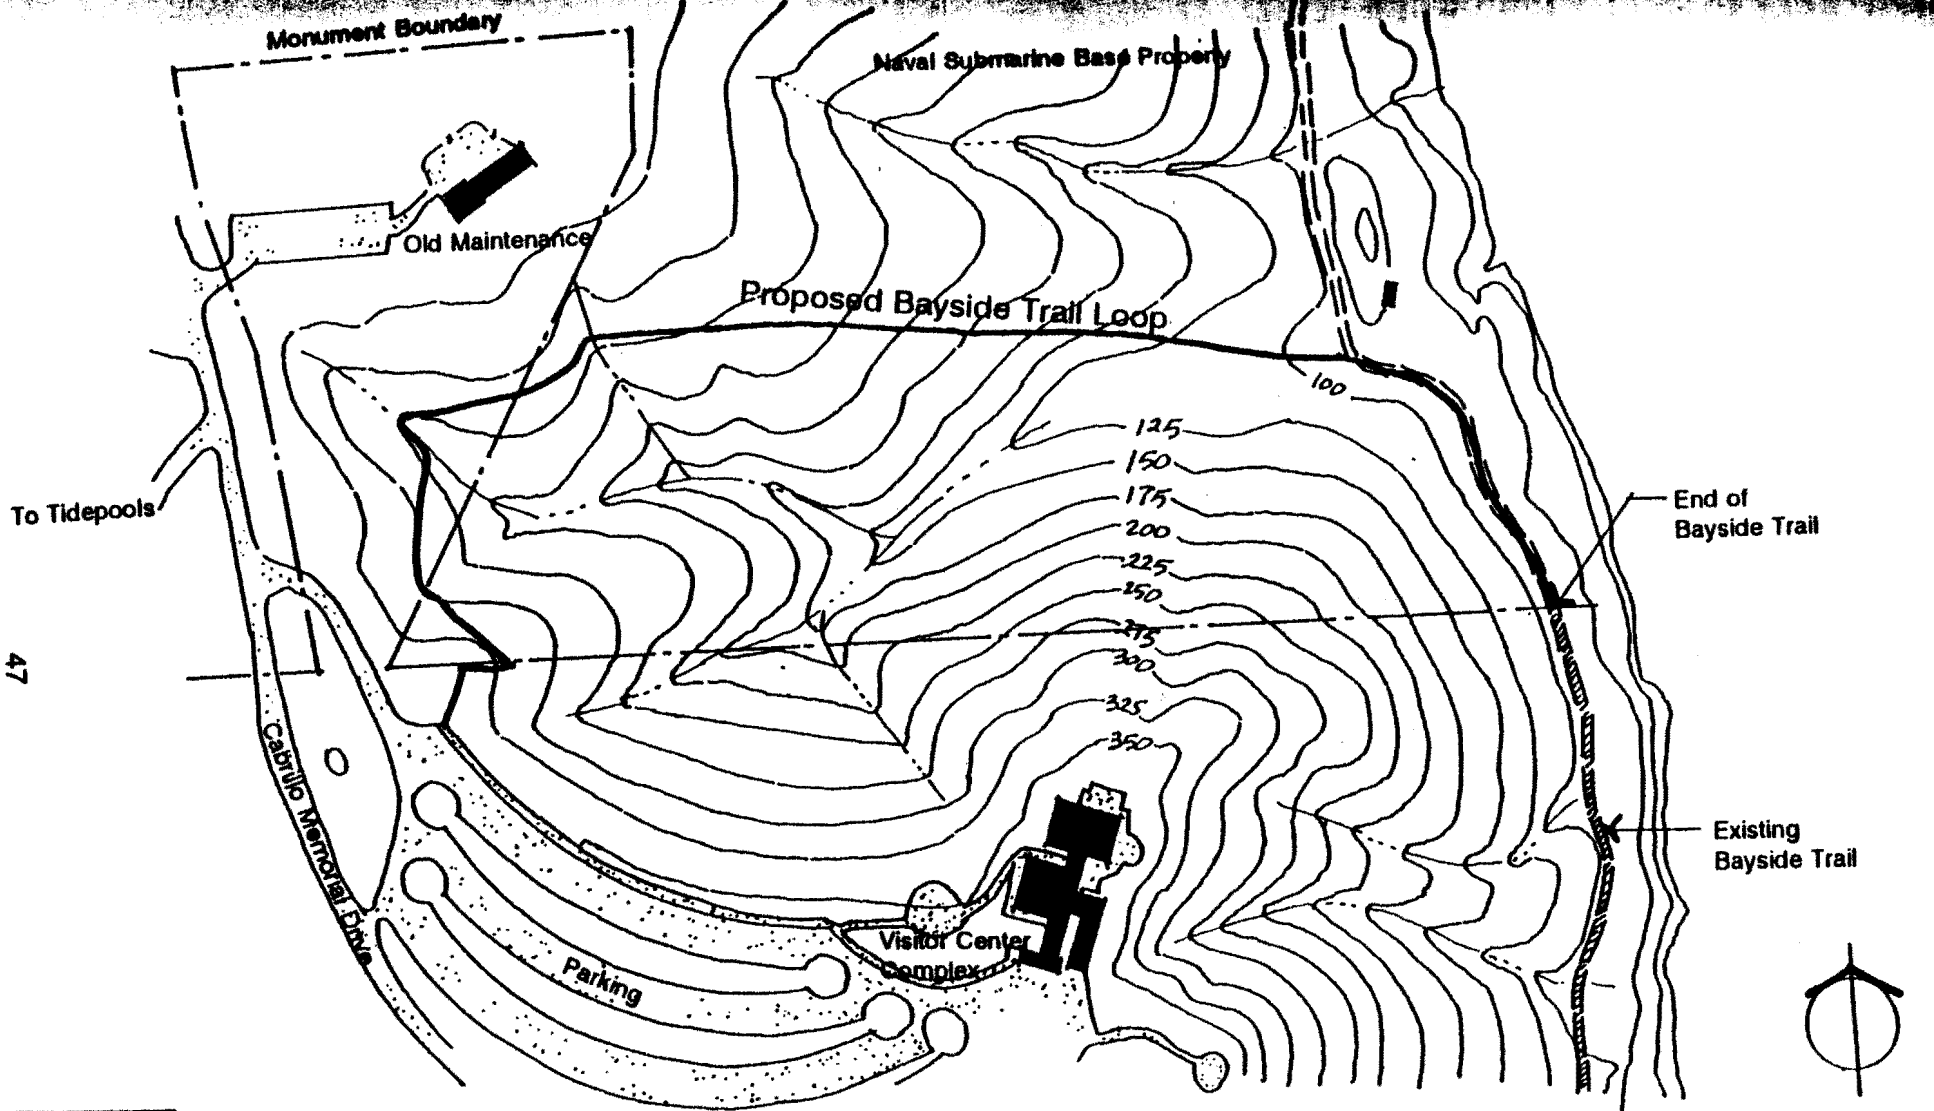 Monument Boundary
Naval Submarine Base Property
Old Maintenance
Proposed Bayside Trail Loop
100
125
150
175
200
225
250
275
300
325
350
To Tidepools
End of
Bayside Trail
47
Cabrillo Memorial Drive
Existing
Bayside Trail
Visitor Center
Complex
Parking